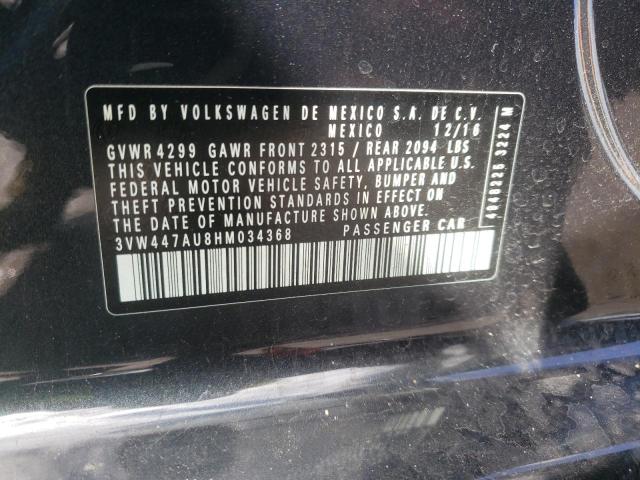 MFD BY VOLKSWAGEN DE MEXICO S.A. DE C.V.
MEXICO 12/16
GVWR 4299 GAWR FRONT 2315 / REAR 2094 LBS
THIS VEHICLE CONFORMS TO ALL APPLICABLE U.S.
FEDERAL MOTOR VEHICLE SAFETY, BUMPER AND
THEFT PREVENTION STANDARDS IN EFFECT ON
THE DATE OF MANUFACTURE SHOWN ABOVE.
3VW447AU8HM034368 PASSENGER CAR
3224 M